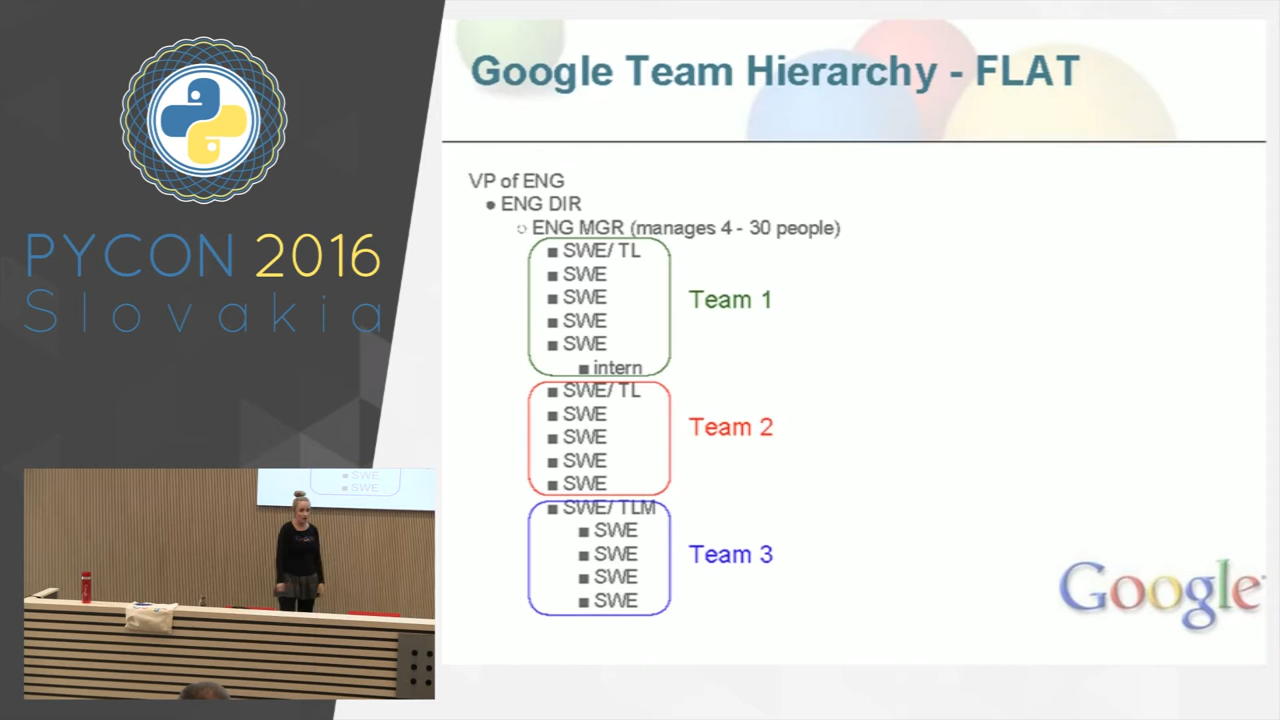 PYCON 2016
Slovakia
Google Team Hierarchy - FLAT
VP of ENG
ENG DIR
ENG MGR (manages 4 - 30 people)
SWE/ TL
SWE
SWE
SWE
SWE
intern
Team 1
SWE/ TL
SWE
SWE
SWE
SWE
Team 2
SWE/ TLM
SWE
SWE
SWE
SWE
Team 3
Google
SWE
SWE